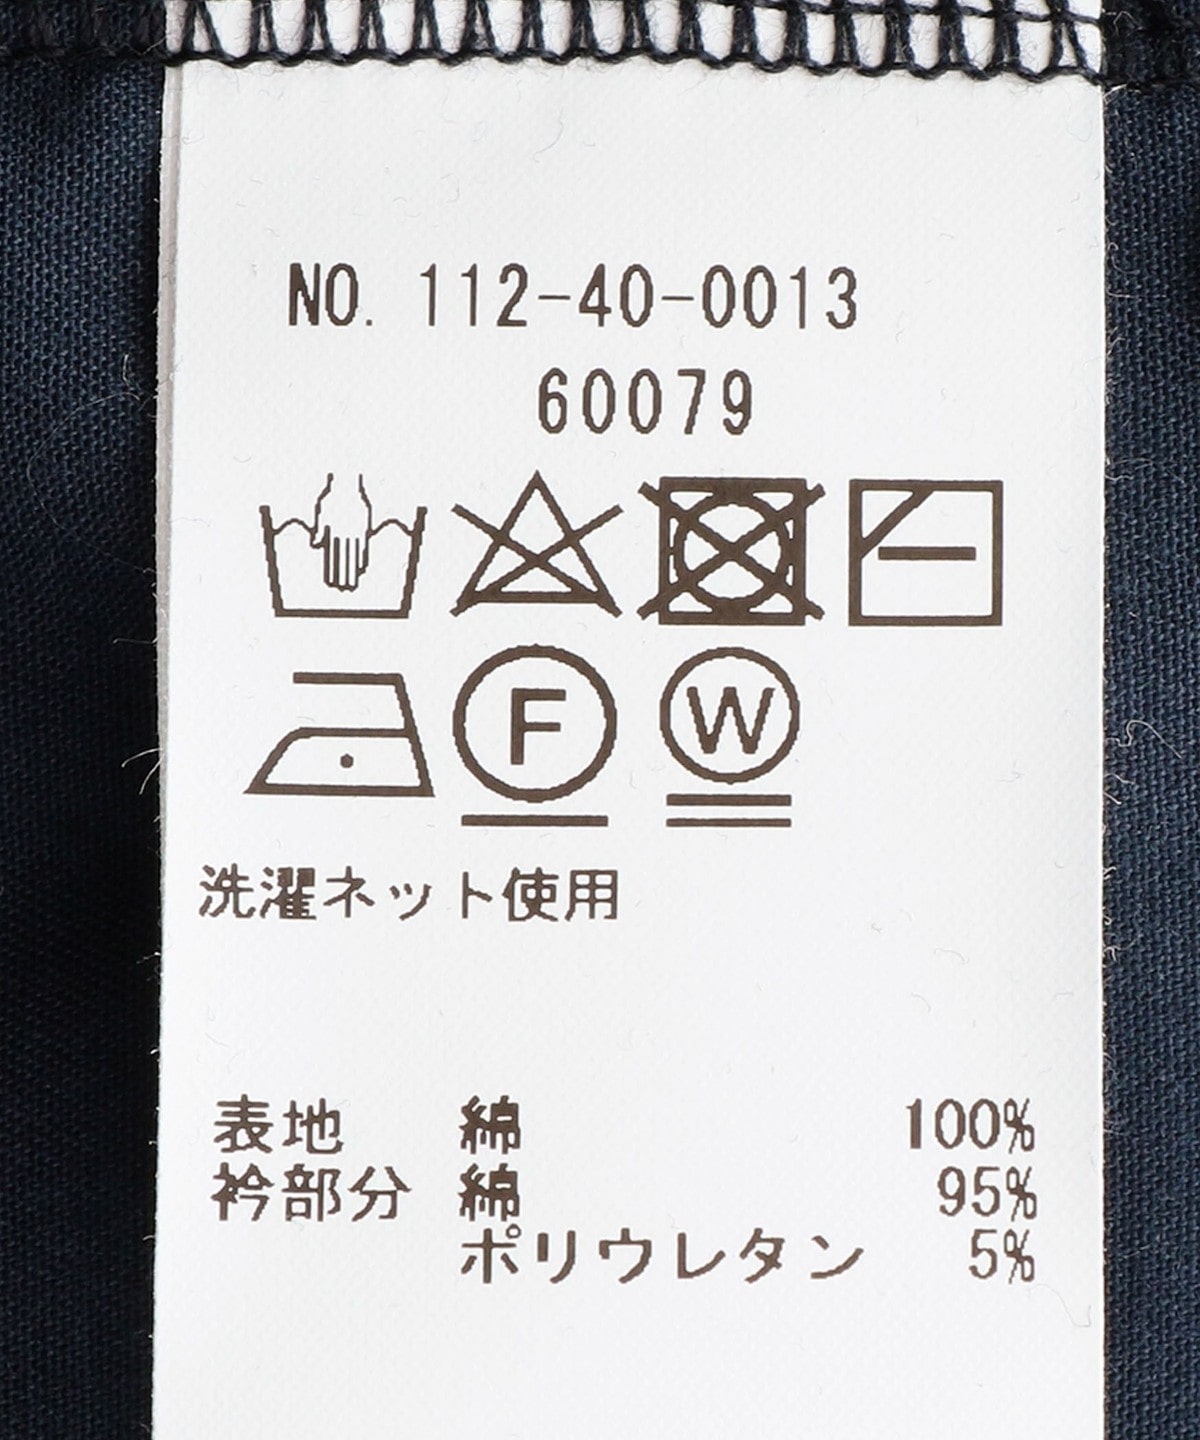 NO. 112-40-0013
60079
F W
洗濯ネット使用
表地 綿 100%
衿部分 綿 95%
ポリウレタン 5%